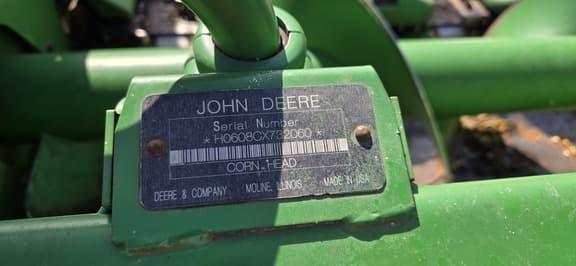 JOHN DEERE
Serial Number
*H0608CX732060*
CORN HEAD
DEERE & COMPANY MOLINE, ILLINOIS MADE IN USA